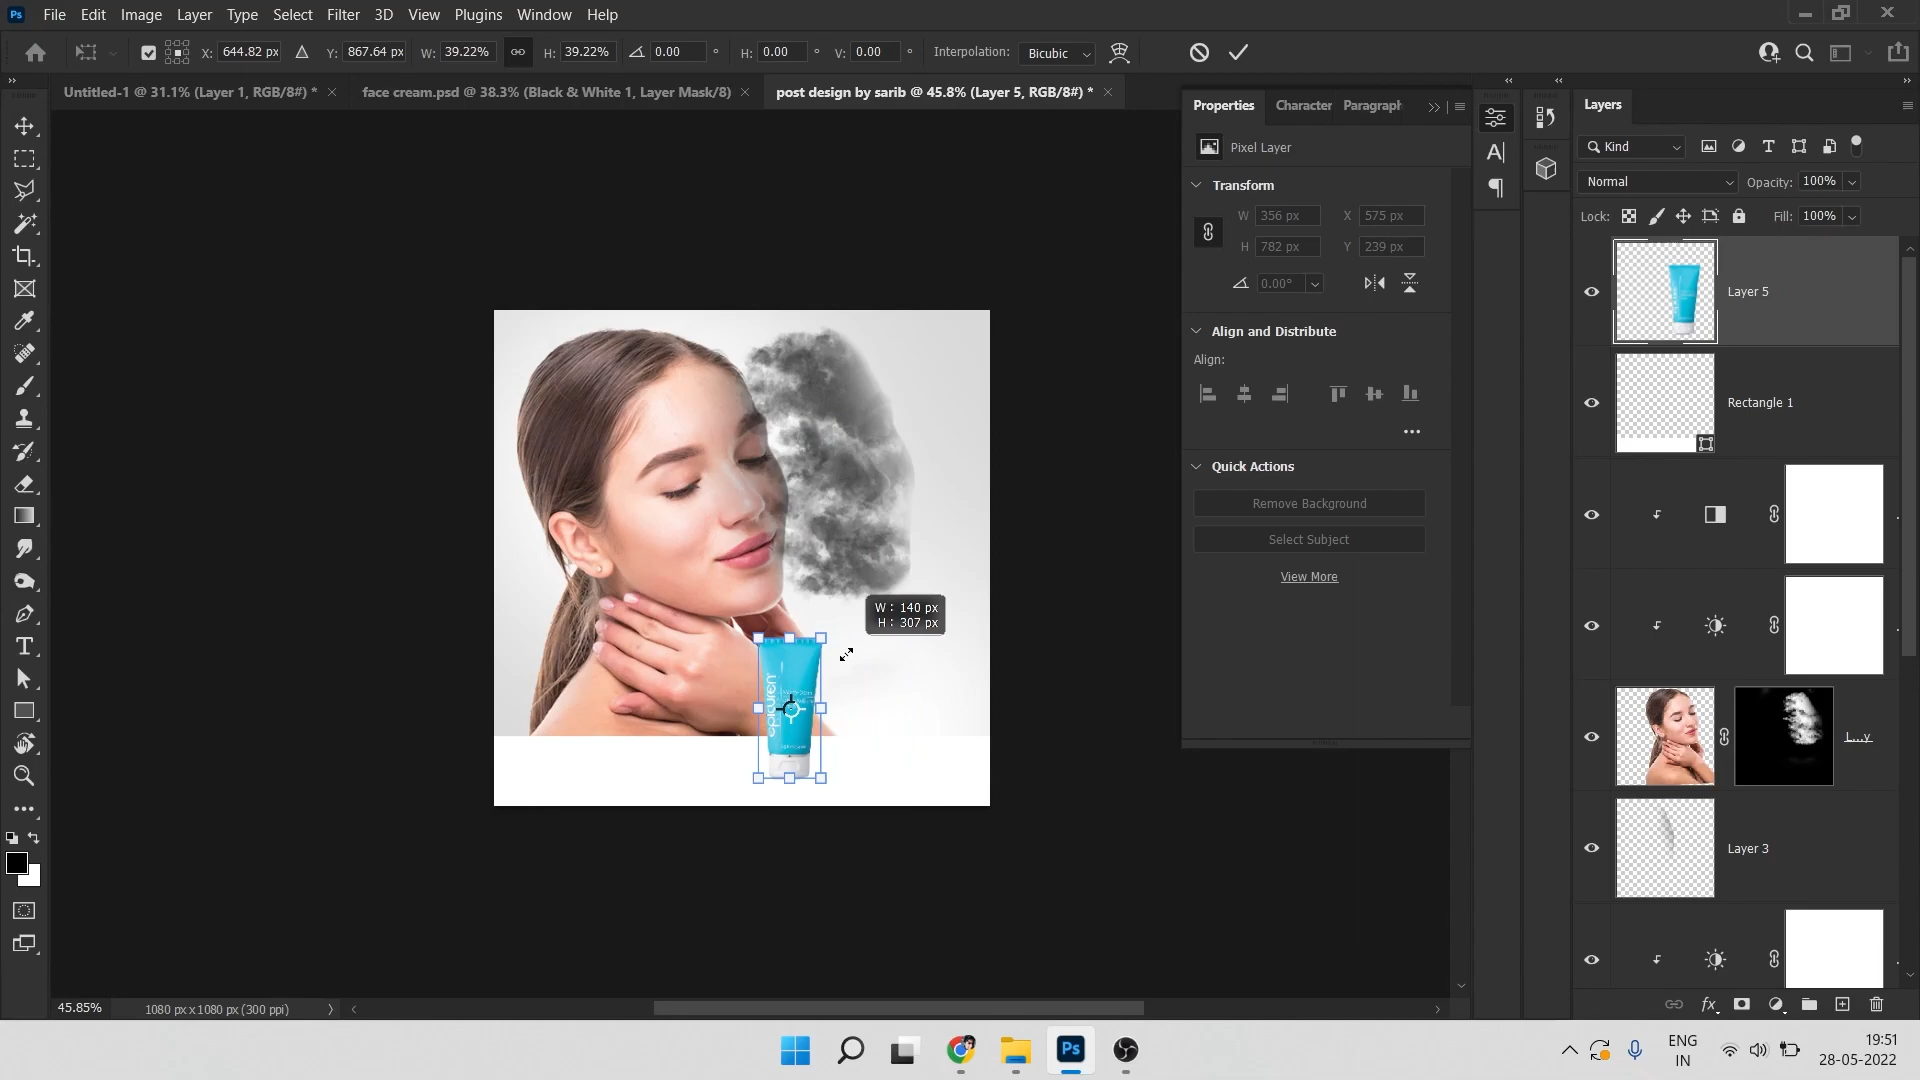 Ps File Edit Image Layer Type Select Filter 3D View Plugins Window Help
X: 644.82 px Y: 867.64 px W: 39.22% H: 39.22% 0.00 ° H: 0.00 ° V: 0.00 ° Interpolation: Bicubic
Untitled-1 @ 31.1% (Layer 1, RGB/8#) * face cream.psd @ 38.3% (Black & White 1, Layer Mask/8) post design by sarib @ 45.8% (Layer 5, RGB/8#) *
Properties Character Paragraph
Pixel Layer
Transform
W 356 px X 575 px
H 782 px Y 239 px
0.00°
Align and Distribute
Align:
Quick Actions
Remove Background
Select Subject
View More
Layers
Kind
Normal Opacity: 100%
Lock: Fill: 100%
Layer 5
Rectangle 1
L...y
Layer 3
W: 140 px
H: 307 px
epicuren
45.85% 1080 px x 1080 px (300 ppi)
Ps
ENG
IN
19:51
28-05-2022